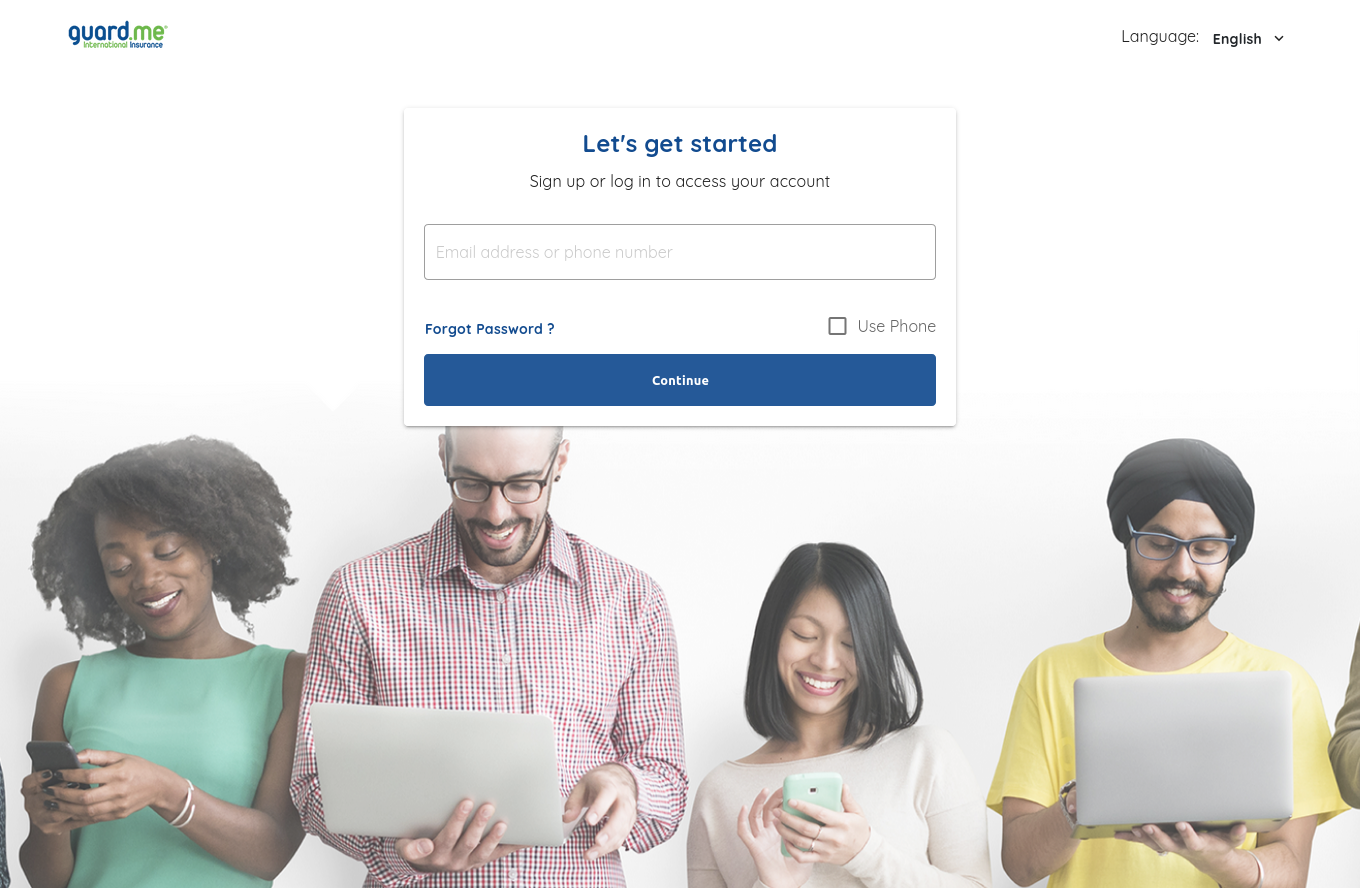 guard.me
International Insurance
Language: English
Let's get started
Sign up or log in to access your account
Email address or phone number
Forgot Password ?
Use Phone
Continue